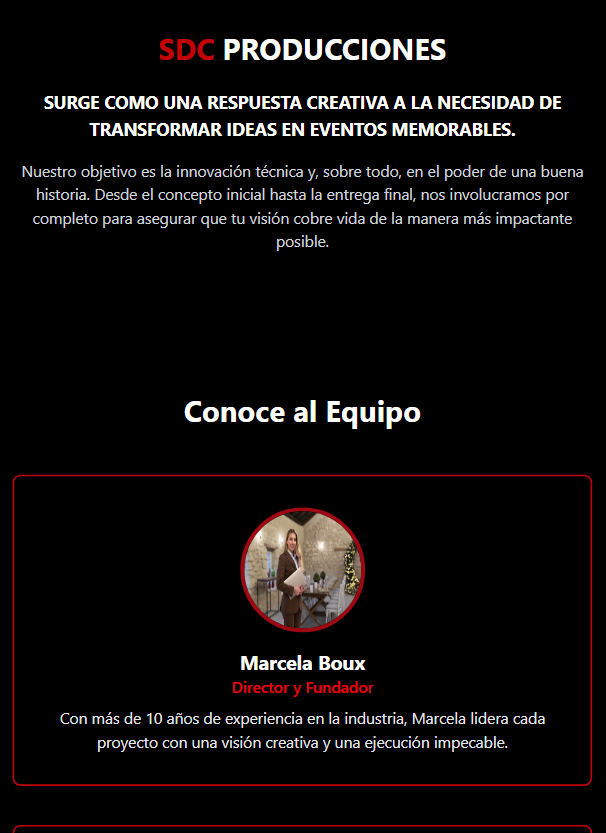 SDC PRODUCCIONES
SURGE COMO UNA RESPUESTA CREATIVA A LA NECESIDAD DE
TRANSFORMAR IDEAS EN EVENTOS MEMORABLES.
Nuestro objetivo es la innovación técnica y, sobre todo, en el poder de una buena
historia. Desde el concepto inicial hasta la entrega final, nos involucramos por
completo para asegurar que tu visión cobre vida de la manera más impactante
posible.
Conoce al Equipo
Marcela Boux
Director y Fundador
Con más de 10 años de experiencia en la industria, Marcela lidera cada
proyecto con una visión creativa y una ejecución impecable.